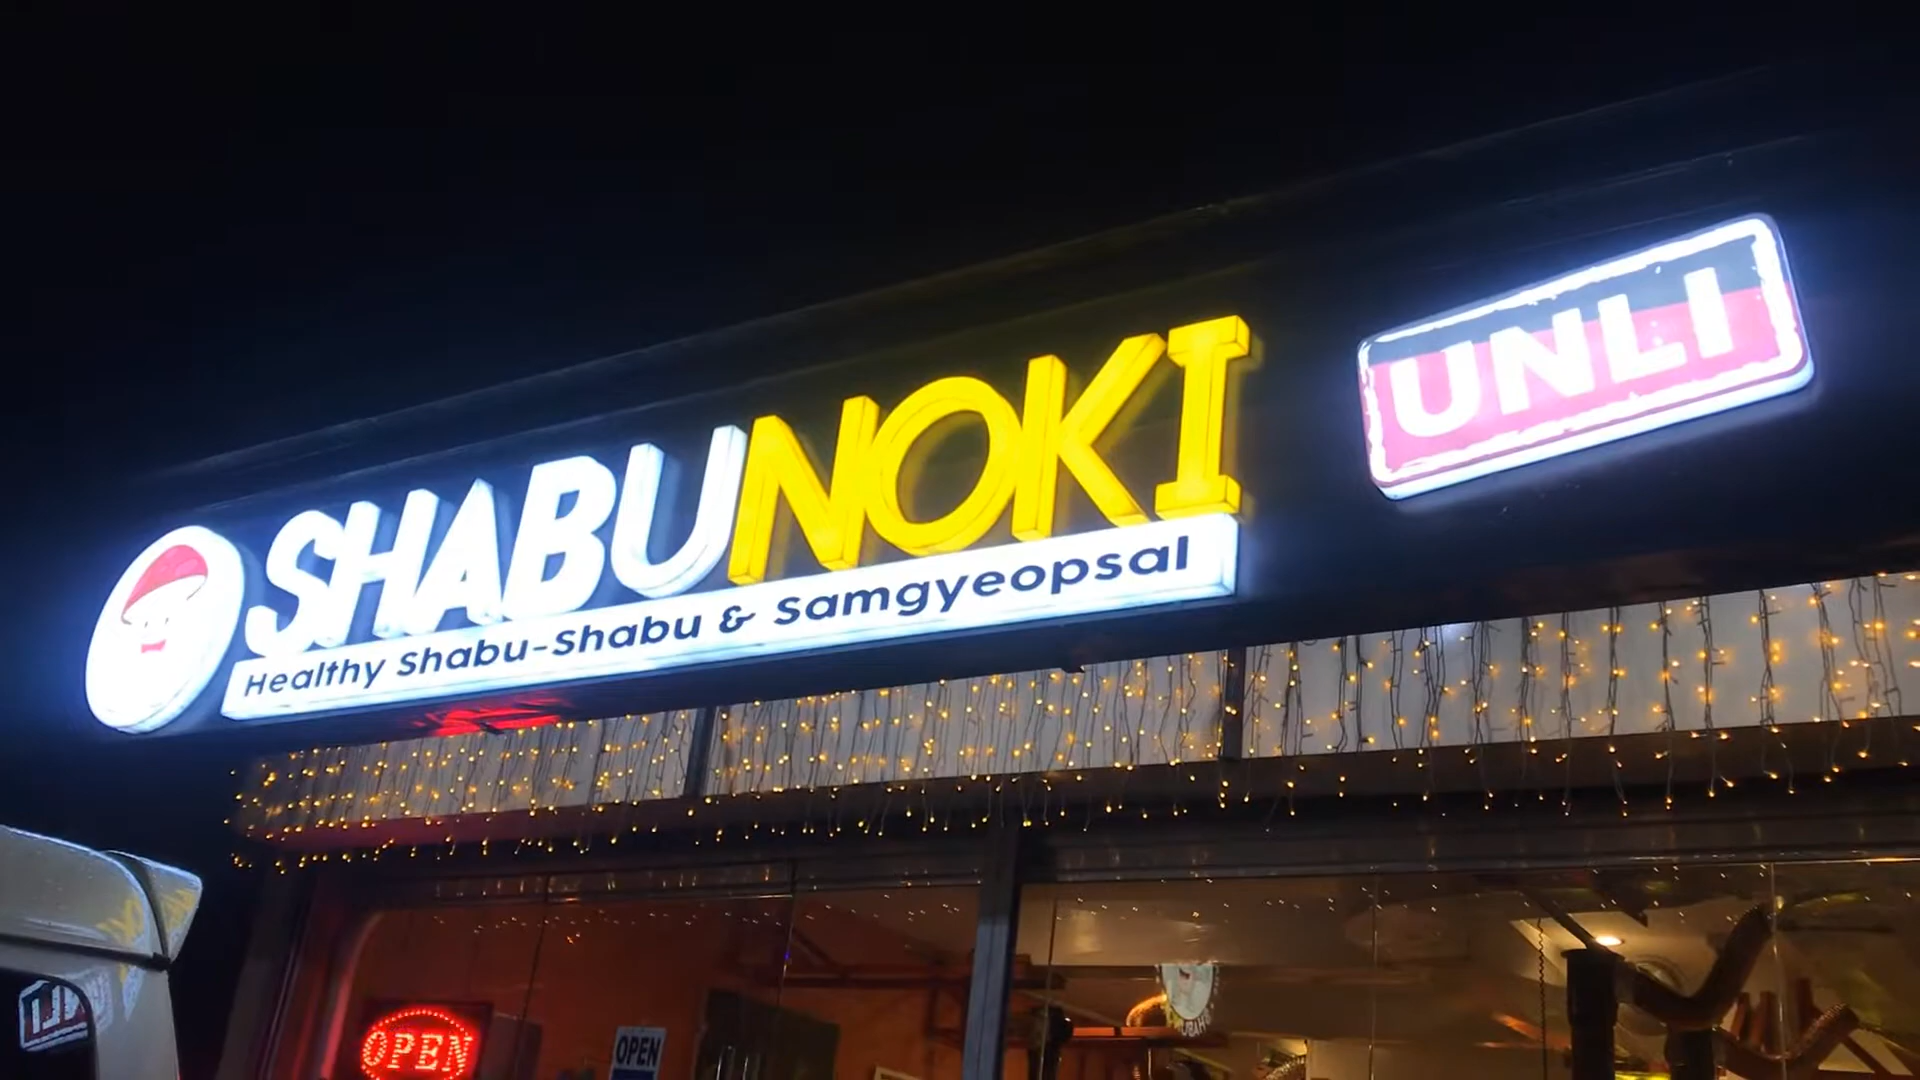 SHABUNOKI
Healthy Shabu-Shabu & Samgyeopsal
UNLI
OPEN
OPEN